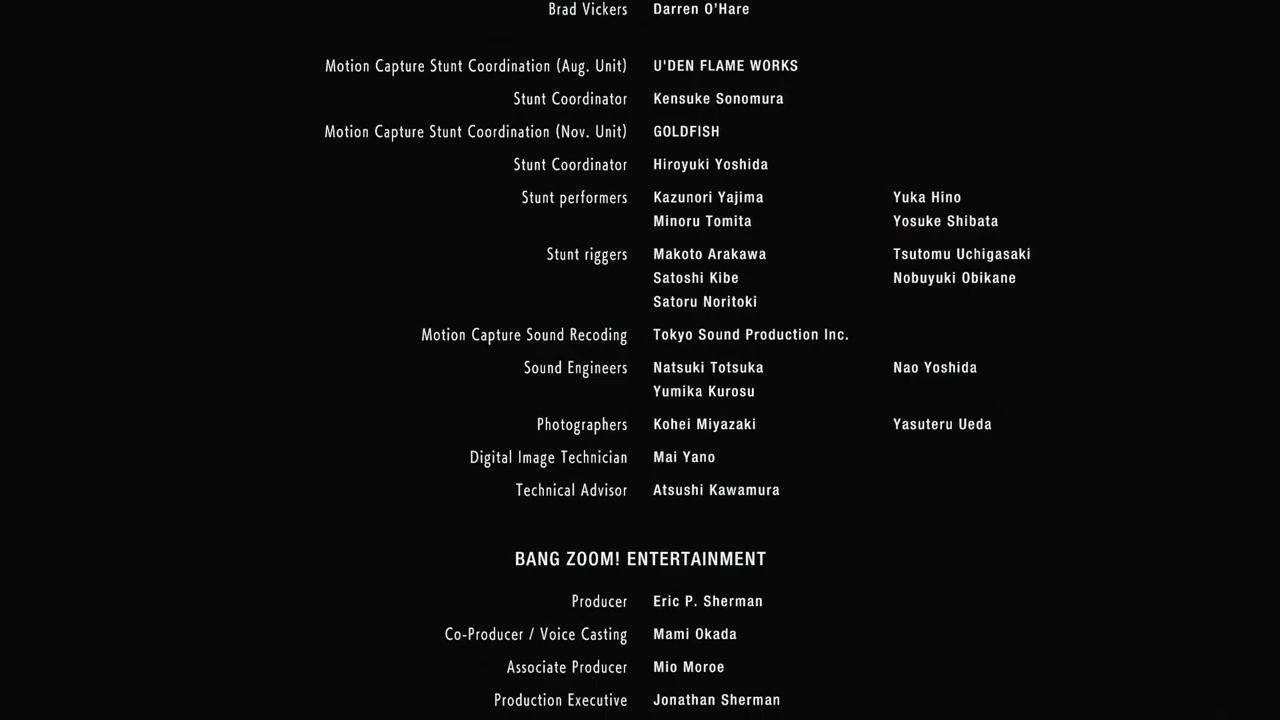 Brad Vickers Darren O'Hare
Motion Capture Stunt Coordination (Aug. Unit) U'DEN FLAME WORKS
Stunt Coordinator Kensuke Sonomura
Motion Capture Stunt Coordination (Nov. Unit) GOLDFISH
Stunt Coordinator Hiroyuki Yoshida
Stunt performers Kazunori Yajima Yuka Hino
Minoru Tomita Yosuke Shibata
Stunt riggers Makoto Arakawa Tsutomu Uchigasaki
Satoshi Kibe Nobuyuki Obikane
Satoru Noritoki
Motion Capture Sound Recoding Tokyo Sound Production Inc.
Sound Engineers Natsuki Totsuka Nao Yoshida
Yumika Kurosu
Photographers Kohei Miyazaki Yasuteru Ueda
Digital Image Technician Mai Yano
Technical Advisor Atsushi Kawamura
BANG ZOOM! ENTERTAINMENT
Producer Eric P. Sherman
Co-Producer / Voice Casting Mami Okada
Associate Producer Mio Moroe
Production Executive Jonathan Sherman